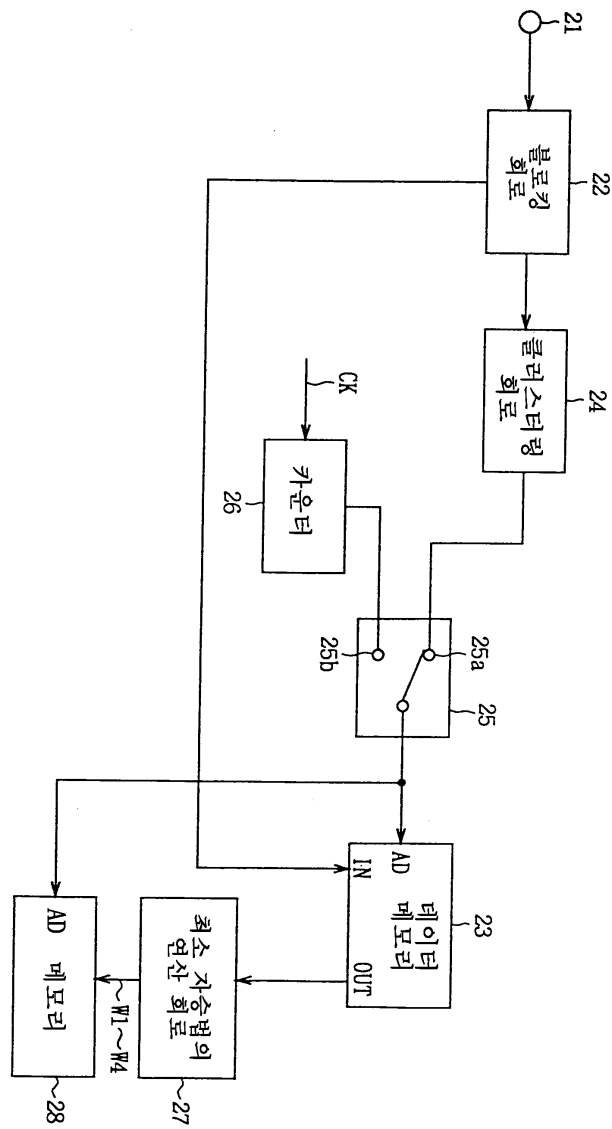 21
블로킹
회로
22
클러스터링
회로
24
CK
카운터
26
25a
25b
25
AD
IN
데이터
메모리
OUT
23
최소 자승법의
연산 회로
27
W1~W4
AD 메모리
28